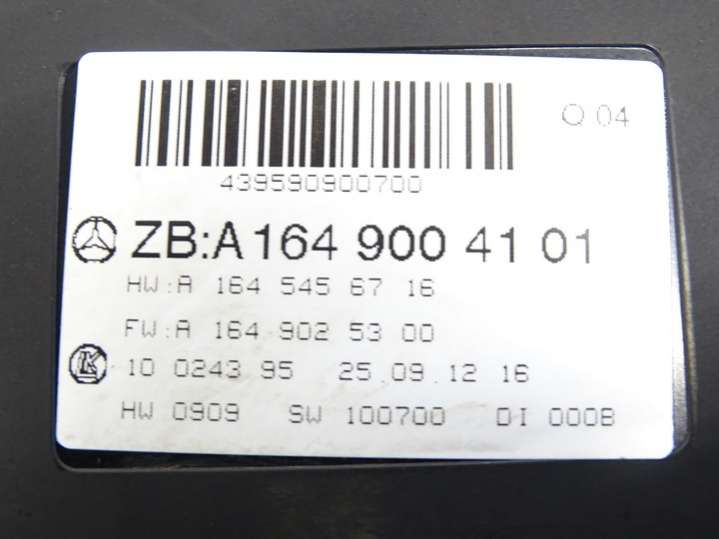 Q 04
439590900700
ZB:A 164 900 41 01
HW:A 164 545 67 16
FW:A 164 902 53 00
10 0243 95 25.09.12 16
HW 0909 SW 100700 DI 000B